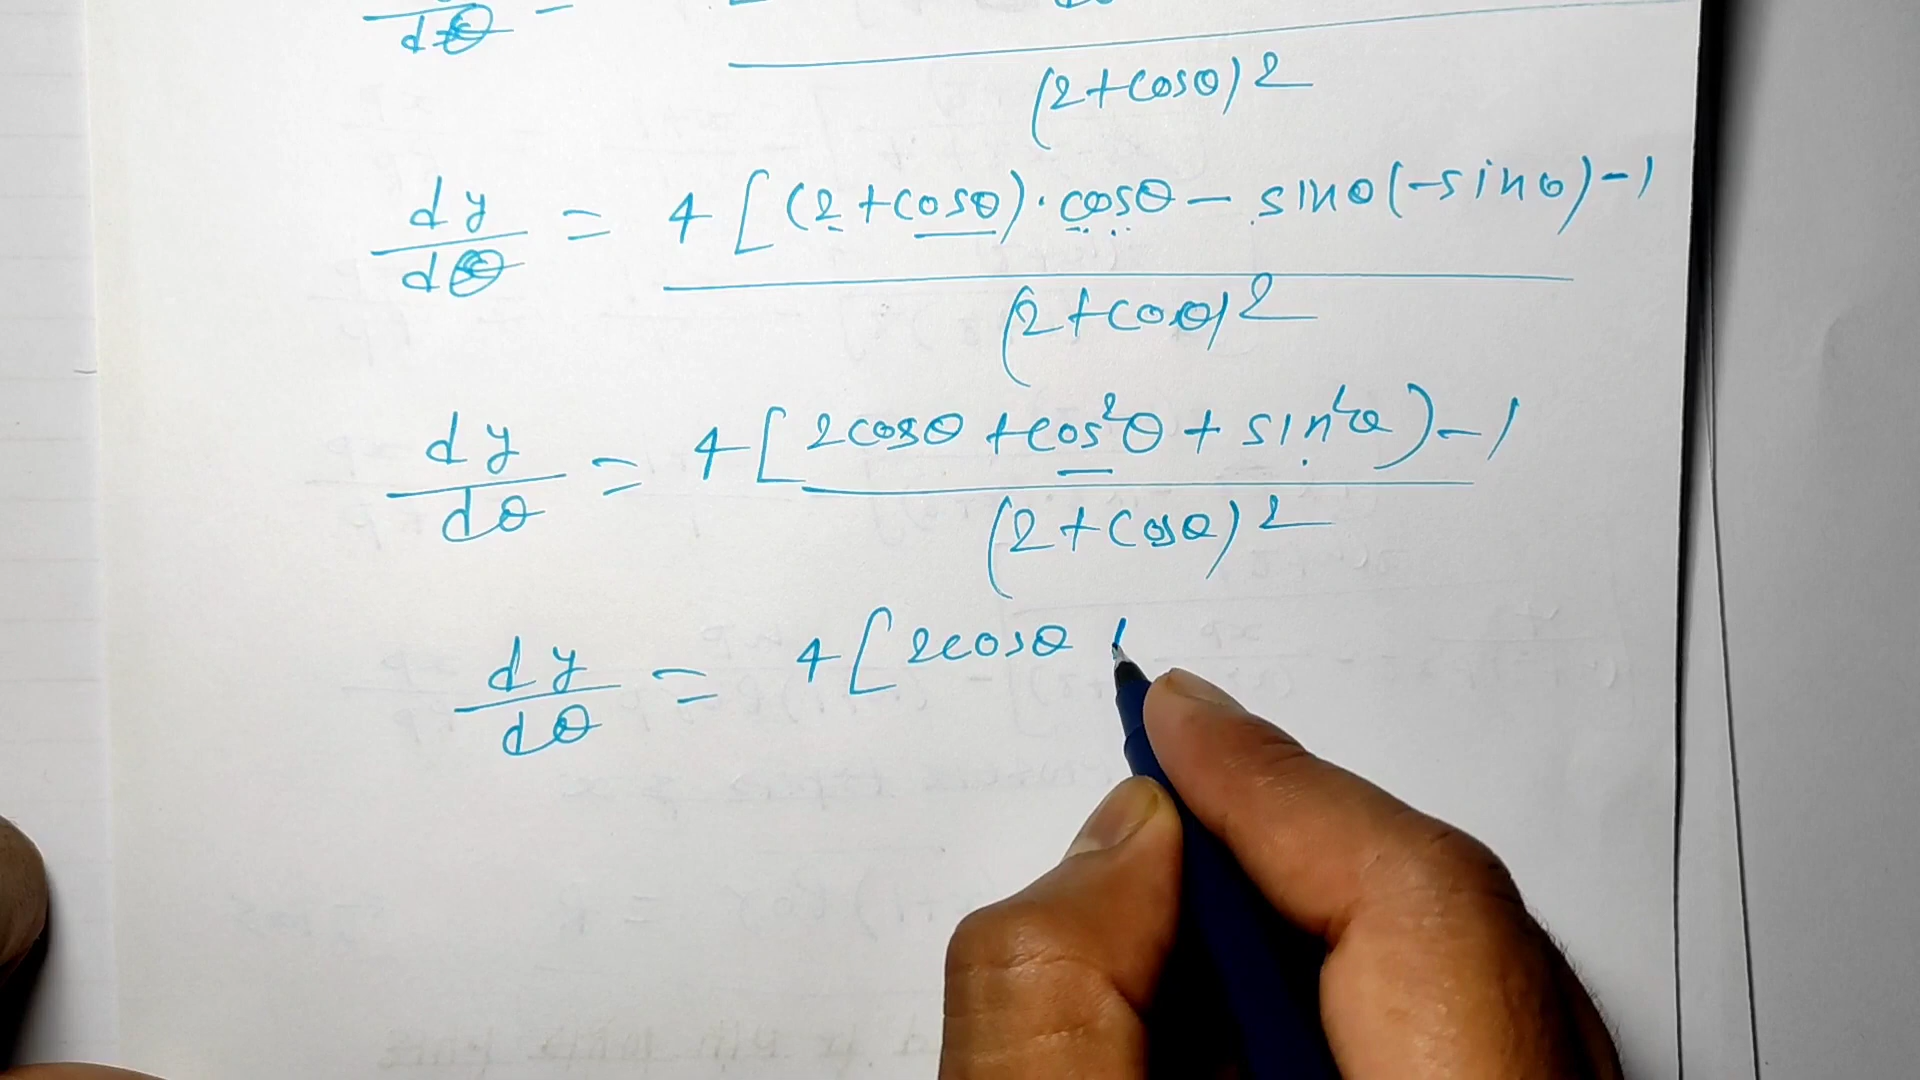 dθ
(2+cosθ)2
dy = 4[(2+cosθ)·cosθ - sinθ(-sinθ)-1
dθ (2+cosθ)2
dy = 4[2cosθ+cos²θ+sin²θ)-1
dθ (2+cosθ)2
dy = 4[2cosθ
dθ